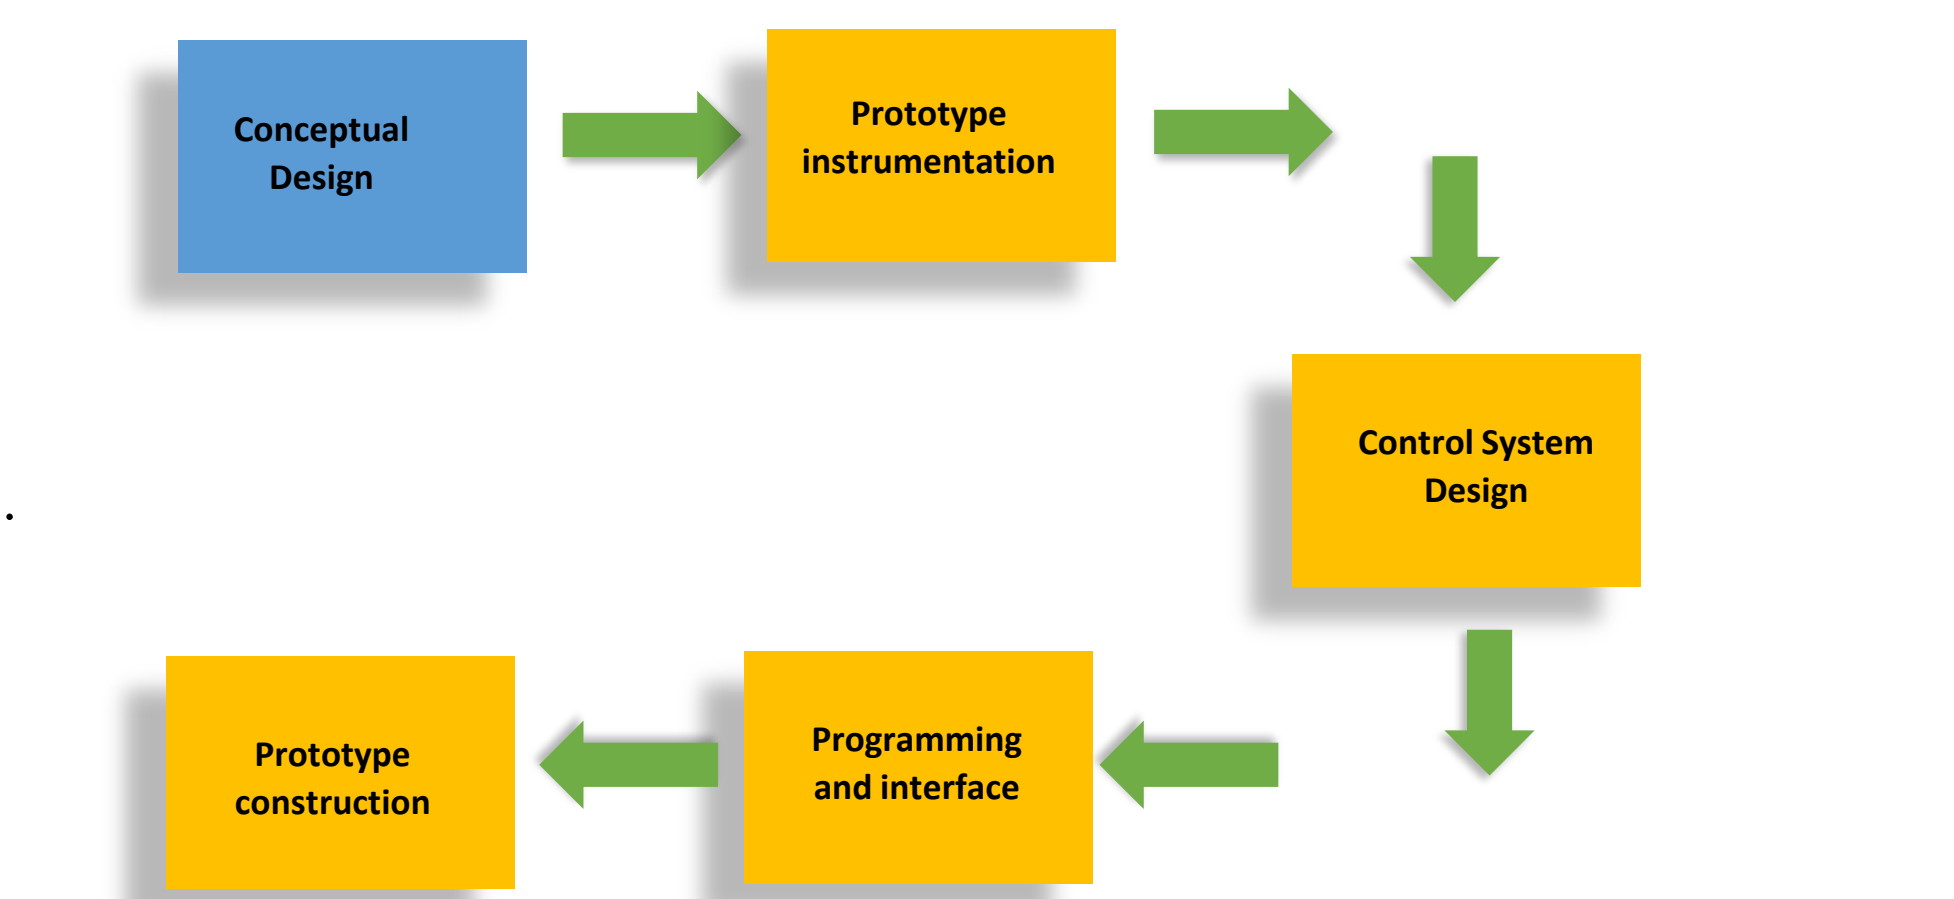 Conceptual
Design
Prototype
instrumentation
Control System
Design
.
Programming
and interface
Prototype
construction